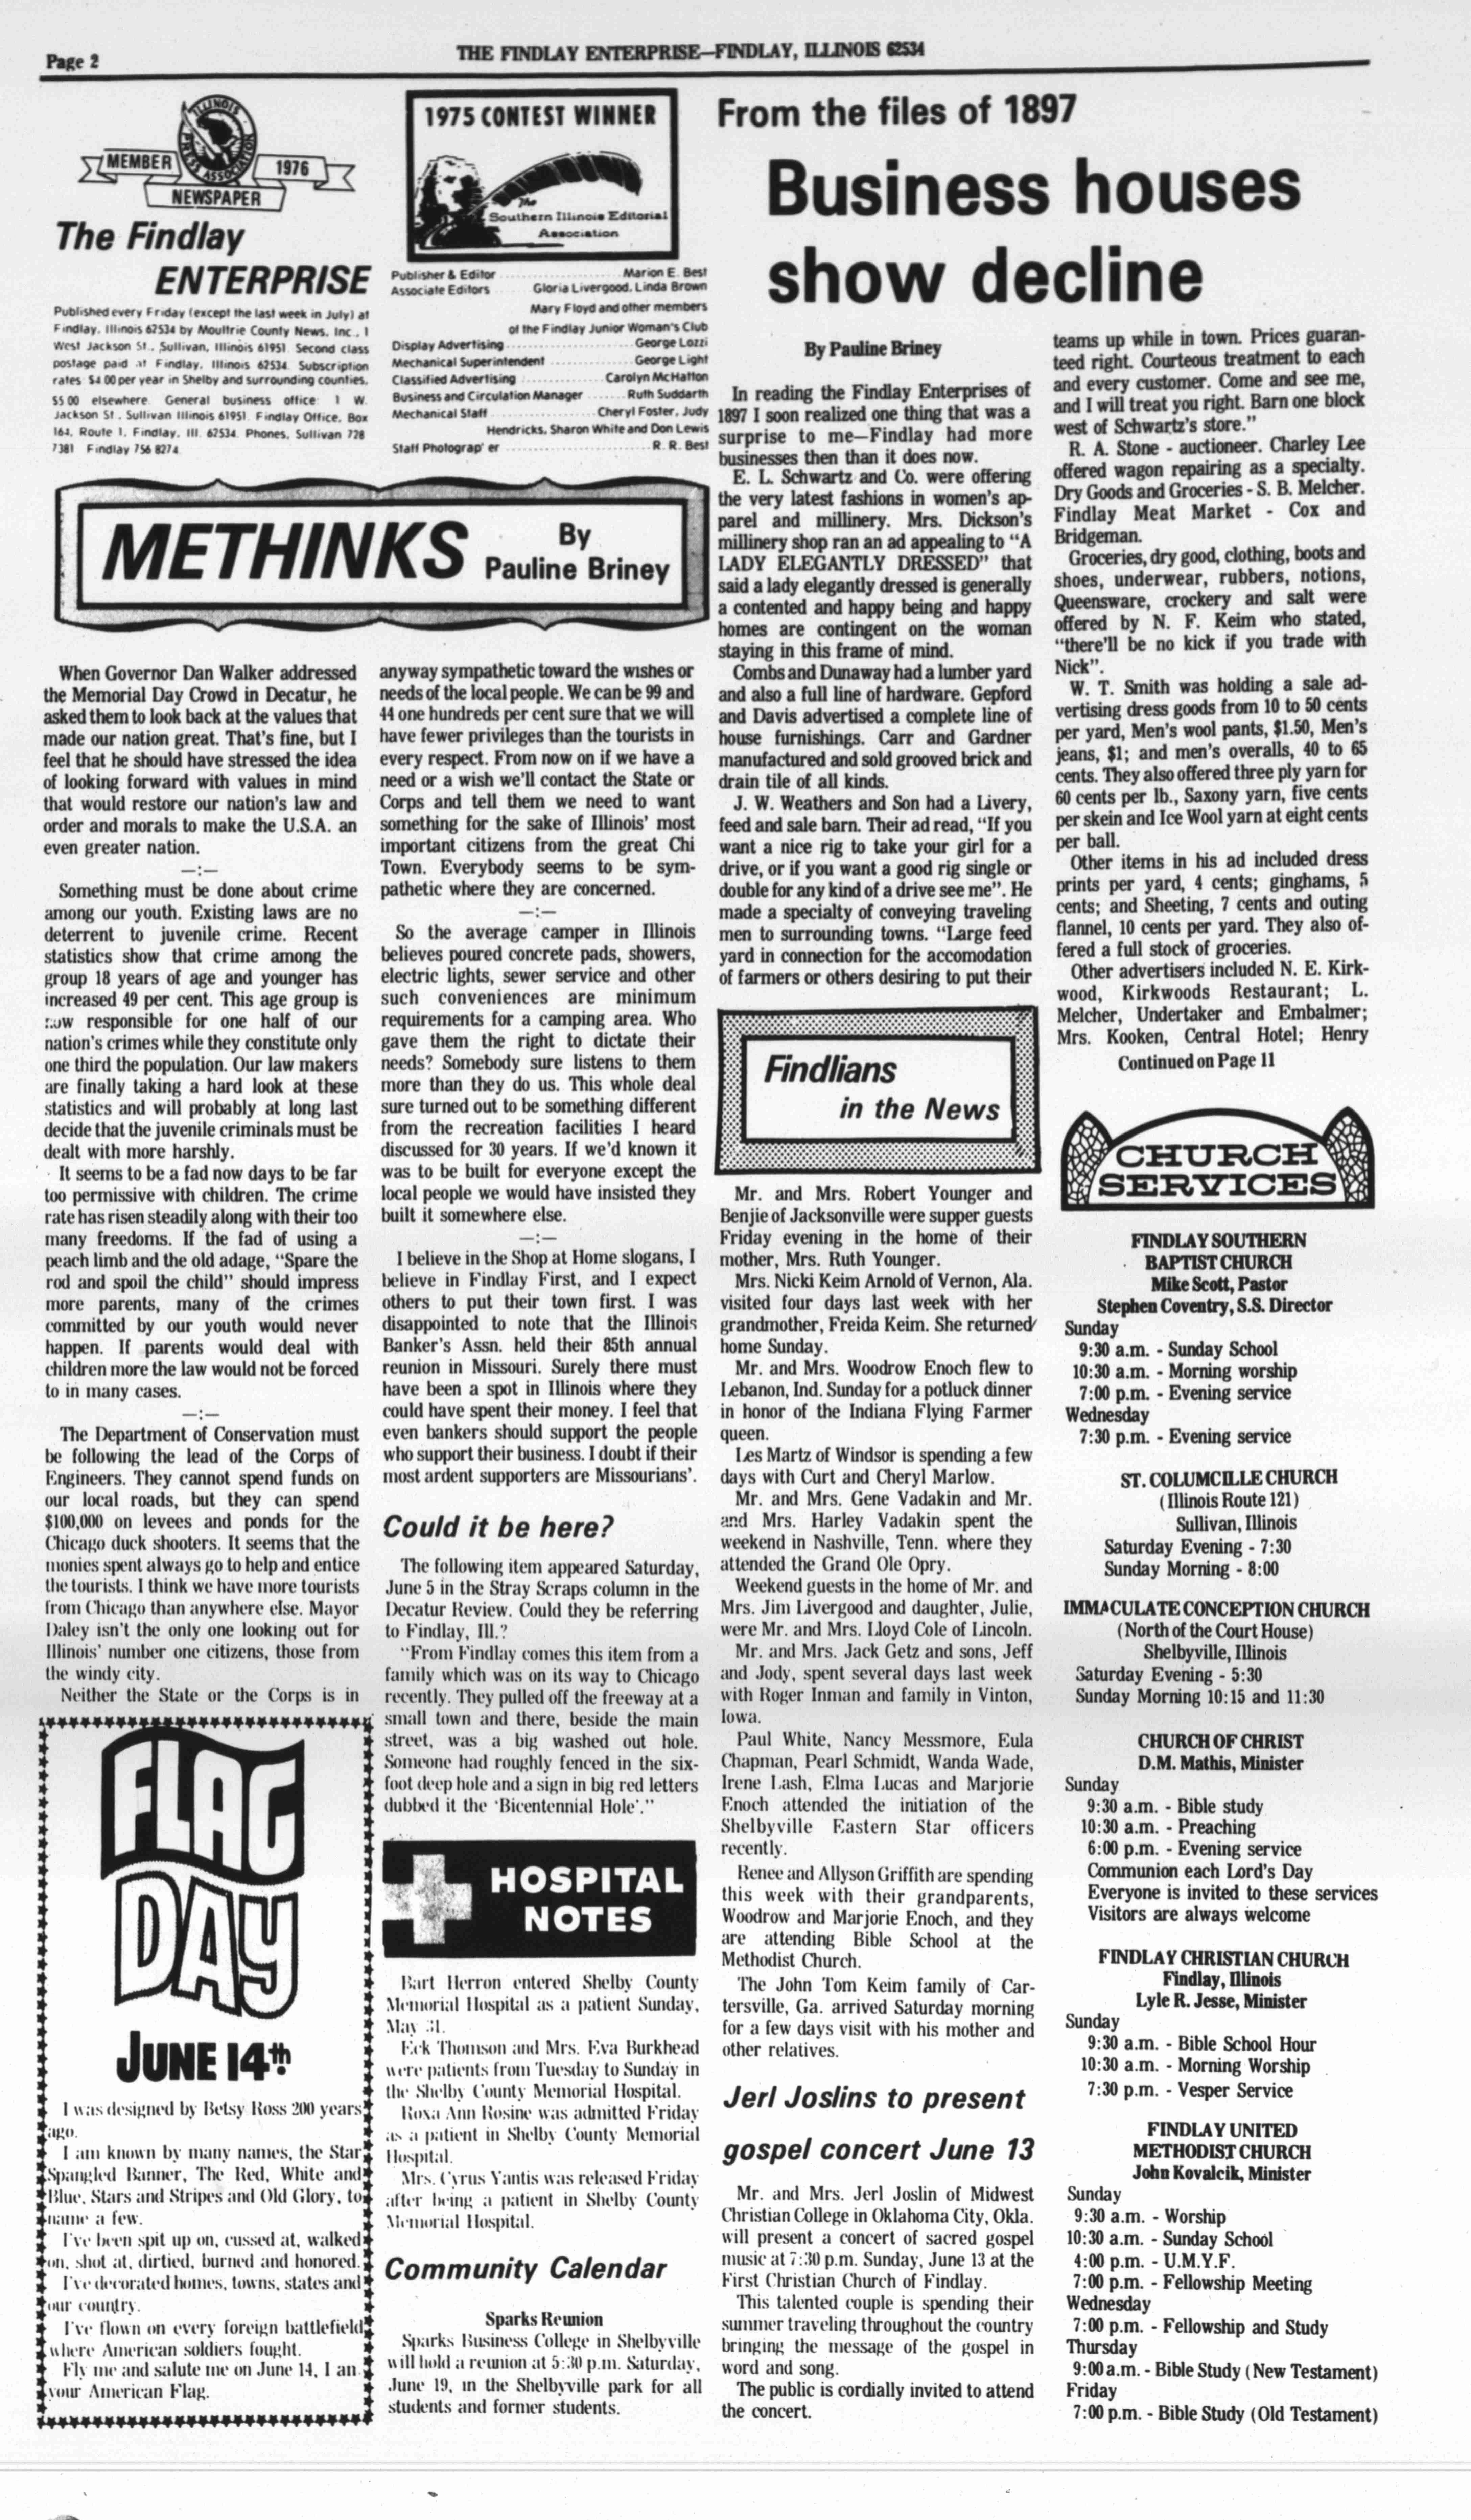 Page 2
THE FINDLAY ENTERPRISE—FINDLAY, ILLINOIS 62534
ILLINOIS
PRESS ASSOCIATION
MEMBER
1976
NEWSPAPER
The Findlay
ENTERPRISE
Published every Friday (except the last week in July) at
Findlay, Illinois 62534 by Moultrie County News, Inc., 1
West Jackson St., Sullivan, Illinois 61951. Second class
postage paid at Findlay, Illinois 62534. Subscription
rates $4.00 per year in Shelby and surrounding counties,
$5.00 elsewhere. General business office: 1 W.
Jackson St., Sullivan Illinois 61951. Findlay Office, Box
164, Route 1, Findlay, Ill. 62534. Phones, Sullivan 728
7381 Findlay 756 8274
1975 CONTEST WINNER
The
Southern Illinois Editorial
Association
Publisher & Editor Marion E. Best
Associate Editors Gloria Livergood, Linda Brown
Mary Floyd and other members
of the Findlay Junior Woman's Club
Display Advertising George Lozzi
Mechanical Superintendent George Light
Classified Advertising Carolyn McHatton
Business and Circulation Manager Ruth Suddarth
Mechanical Staff Cheryl Foster, Judy
Hendricks, Sharon White and Don Lewis
Staff Photograp' er R. R. Best
METHINKS
By
Pauline Briney
When Governor Dan Walker addressed
the Memorial Day Crowd in Decatur, he
asked them to look back at the values that
made our nation great. That's fine, but I
feel that he should have stressed the idea
of looking forward with values in mind
that would restore our nation's law and
order and morals to make the U.S.A. an
even greater nation.
—:—
Something must be done about crime
among our youth. Existing laws are no
deterrent to juvenile crime. Recent
statistics show that crime among the
group 18 years of age and younger has
increased 49 per cent. This age group is
now responsible for one half of our
nation's crimes while they constitute only
one third the population. Our law makers
are finally taking a hard look at these
statistics and will probably at long last
decide that the juvenile criminals must be
dealt with more harshly.
It seems to be a fad now days to be far
too permissive with children. The crime
rate has risen steadily along with their too
many freedoms. If the fad of using a
peach limb and the old adage, "Spare the
rod and spoil the child" should impress
more parents, many of the crimes
committed by our youth would never
happen. If parents would deal with
children more the law would not be forced
to in many cases.
—:—
The Department of Conservation must
be following the lead of the Corps of
Engineers. They cannot spend funds on
our local roads, but they can spend
$100,000 on levees and ponds for the
Chicago duck shooters. It seems that the
monies spent always go to help and entice
the tourists. I think we have more tourists
from Chicago than anywhere else. Mayor
Daley isn't the only one looking out for
Illinois' number one citizens, those from
the windy city.
Neither the State or the Corps is in
FLAG
DAY
JUNE 14th
I was designed by Betsy Ross 200 years
ago.
I am known by many names, the Star
Spangled Banner, The Red, White and
Blue, Stars and Stripes and Old Glory, to
name a few.
I've been spit up on, cussed at, walked
on, shot at, dirtied, burned and honored.
I've decorated homes, towns, states and
our country.
I've flown on every foreign battlefield
where American soldiers fought.
Fly me and salute me on June 14, I an
your American Flag.
anyway sympathetic toward the wishes or
needs of the local people. We can be 99 and
44 one hundreds per cent sure that we will
have fewer privileges than the tourists in
every respect. From now on if we have a
need or a wish we'll contact the State or
Corps and tell them we need to want
something for the sake of Illinois' most
important citizens from the great Chi
Town. Everybody seems to be sym-
pathetic where they are concerned.
—:—
So the average camper in Illinois
believes poured concrete pads, showers,
electric lights, sewer service and other
such conveniences are minimum
requirements for a camping area. Who
gave them the right to dictate their
needs? Somebody sure listens to them
more than they do us. This whole deal
sure turned out to be something different
from the recreation facilities I heard
discussed for 30 years. If we'd known it
was to be built for everyone except the
local people we would have insisted they
built it somewhere else.
—:—
I believe in the Shop at Home slogans, I
believe in Findlay First, and I expect
others to put their town first. I was
disappointed to note that the Illinois
Banker's Assn. held their 85th annual
reunion in Missouri. Surely there must
have been a spot in Illinois where they
could have spent their money. I feel that
even bankers should support the people
who support their business. I doubt if their
most ardent supporters are Missourians'.
Could it be here?
The following item appeared Saturday,
June 5 in the Stray Scraps column in the
Decatur Review. Could they be referring
to Findlay, Ill.?
"From Findlay comes this item from a
family which was on its way to Chicago
recently. They pulled off the freeway at a
small town and there, beside the main
street, was a big washed out hole.
Someone had roughly fenced in the six-
foot deep hole and a sign in big red letters
dubbed it the 'Bicentennial Hole'."
HOSPITAL
NOTES
Bart Herron entered Shelby County
Memorial Hospital as a patient Sunday,
May 31.
Eck Thomson and Mrs. Eva Burkhead
were patients from Tuesday to Sunday in
the Shelby County Memorial Hospital.
Roxa Ann Rosine was admitted Friday
as a patient in Shelby County Memorial
Hospital.
Mrs. Cyrus Yantis was released Friday
after being a patient in Shelby County
Memorial Hospital.
Community Calendar
Sparks Reunion
Sparks Business College in Shelbyville
will hold a reunion at 5:30 p.m. Saturday,
June 19, in the Shelbyville park for all
students and former students.
From the files of 1897
Business houses
show decline
By Pauline Briney
In reading the Findlay Enterprises of
1897 I soon realized one thing that was a
surprise to me—Findlay had more
businesses then than it does now.
E. L. Schwartz and Co. were offering
the very latest fashions in women's ap-
parel and millinery. Mrs. Dickson's
millinery shop ran an ad appealing to "A
LADY ELEGANTLY DRESSED" that
said a lady elegantly dressed is generally
a contented and happy being and happy
homes are contingent on the woman
staying in this frame of mind.
Combs and Dunaway had a lumber yard
and also a full line of hardware. Gepford
and Davis advertised a complete line of
house furnishings. Carr and Gardner
manufactured and sold grooved brick and
drain tile of all kinds.
J. W. Weathers and Son had a Livery,
feed and sale barn. Their ad read, "If you
want a nice rig to take your girl for a
drive, or if you want a good rig single or
double for any kind of a drive see me". He
made a specialty of conveying traveling
men to surrounding towns. "Large feed
yard in connection for the accomodation
of farmers or others desiring to put their
teams up while in town. Prices guaran-
teed right. Courteous treatment to each
and every customer. Come and see me,
and I will treat you right. Barn one block
west of Schwartz's store."
R. A. Stone - auctioneer. Charley Lee
offered wagon repairing as a specialty.
Dry Goods and Groceries - S. B. Melcher.
Findlay Meat Market - Cox and
Bridgeman.
Groceries, dry good, clothing, boots and
shoes, underwear, rubbers, notions,
Queensware, crockery and salt were
offered by N. F. Keim who stated,
"there'll be no kick if you trade with
Nick".
W. T. Smith was holding a sale ad-
vertising dress goods from 10 to 50 cents
per yard, Men's wool pants, $1.50, Men's
jeans, $1; and men's overalls, 40 to 65
cents. They also offered three ply yarn for
60 cents per lb., Saxony yarn, five cents
per skein and Ice Wool yarn at eight cents
per ball.
Other items in his ad included dress
prints per yard, 4 cents; ginghams, 5
cents; and Sheeting, 7 cents and outing
flannel, 10 cents per yard. They also of-
fered a full stock of groceries.
Other advertisers included N. E. Kirk-
wood, Kirkwoods Restaurant; L.
Melcher, Undertaker and Embalmer;
Mrs. Kooken, Central Hotel; Henry
Continued on Page 11
Findlians
in the News
Mr. and Mrs. Robert Younger and
Benjie of Jacksonville were supper guests
Friday evening in the home of their
mother, Mrs. Ruth Younger.
Mrs. Nicki Keim Arnold of Vernon, Ala.
visited four days last week with her
grandmother, Freida Keim. She returned
home Sunday.
Mr. and Mrs. Woodrow Enoch flew to
Lebanon, Ind. Sunday for a potluck dinner
in honor of the Indiana Flying Farmer
queen.
Les Martz of Windsor is spending a few
days with Curt and Cheryl Marlow.
Mr. and Mrs. Gene Vadakin and Mr.
and Mrs. Harley Vadakin spent the
weekend in Nashville, Tenn. where they
attended the Grand Ole Opry.
Weekend guests in the home of Mr. and
Mrs. Jim Livergood and daughter, Julie,
were Mr. and Mrs. Lloyd Cole of Lincoln.
Mr. and Mrs. Jack Getz and sons, Jeff
and Jody, spent several days last week
with Roger Inman and family in Vinton,
Iowa.
Paul White, Nancy Messmore, Eula
Chapman, Pearl Schmidt, Wanda Wade,
Irene Lash, Elma Lucas and Marjorie
Enoch attended the initiation of the
Shelbyville Eastern Star officers
recently.
Renee and Allyson Griffith are spending
this week with their grandparents,
Woodrow and Marjorie Enoch, and they
are attending Bible School at the
Methodist Church.
The John Tom Keim family of Car-
tersville, Ga. arrived Saturday morning
for a few days visit with his mother and
other relatives.
Jerl Joslins to present
gospel concert June 13
Mr. and Mrs. Jerl Joslin of Midwest
Christian College in Oklahoma City, Okla.
will present a concert of sacred gospel
music at 7:30 p.m. Sunday, June 13 at the
First Christian Church of Findlay.
This talented couple is spending their
summer traveling throughout the country
bringing the message of the gospel in
word and song.
The public is cordially invited to attend
the concert.
CHURCH
SERVICES
FINDLAY SOUTHERN
BAPTIST CHURCH
Mike Scott, Pastor
Stephen Coventry, S.S. Director
Sunday
9:30 a.m. - Sunday School
10:30 a.m. - Morning worship
7:00 p.m. - Evening service
Wednesday
7:30 p.m. - Evening service
ST. COLUMCILLE CHURCH
(Illinois Route 121)
Sullivan, Illinois
Saturday Evening - 7:30
Sunday Morning - 8:00
IMMACULATE CONCEPTION CHURCH
(North of the Court House)
Shelbyville, Illinois
Saturday Evening - 5:30
Sunday Morning 10:15 and 11:30
CHURCH OF CHRIST
D.M. Mathis, Minister
Sunday
9:30 a.m. - Bible study
10:30 a.m. - Preaching
6:00 p.m. - Evening service
Communion each Lord's Day
Everyone is invited to these services
Visitors are always welcome
FINDLAY CHRISTIAN CHURCH
Findlay, Illinois
Lyle R. Jesse, Minister
Sunday
9:30 a.m. - Bible School Hour
10:30 a.m. - Morning Worship
7:30 p.m. - Vesper Service
FINDLAY UNITED
METHODIST CHURCH
John Kovalcik, Minister
Sunday
9:30 a.m. - Worship
10:30 a.m. - Sunday School
4:00 p.m. - U.M.Y.F.
7:00 p.m. - Fellowship Meeting
Wednesday
7:00 p.m. - Fellowship and Study
Thursday
9:00 a.m. - Bible Study (New Testament)
Friday
7:00 p.m. - Bible Study (Old Testament)